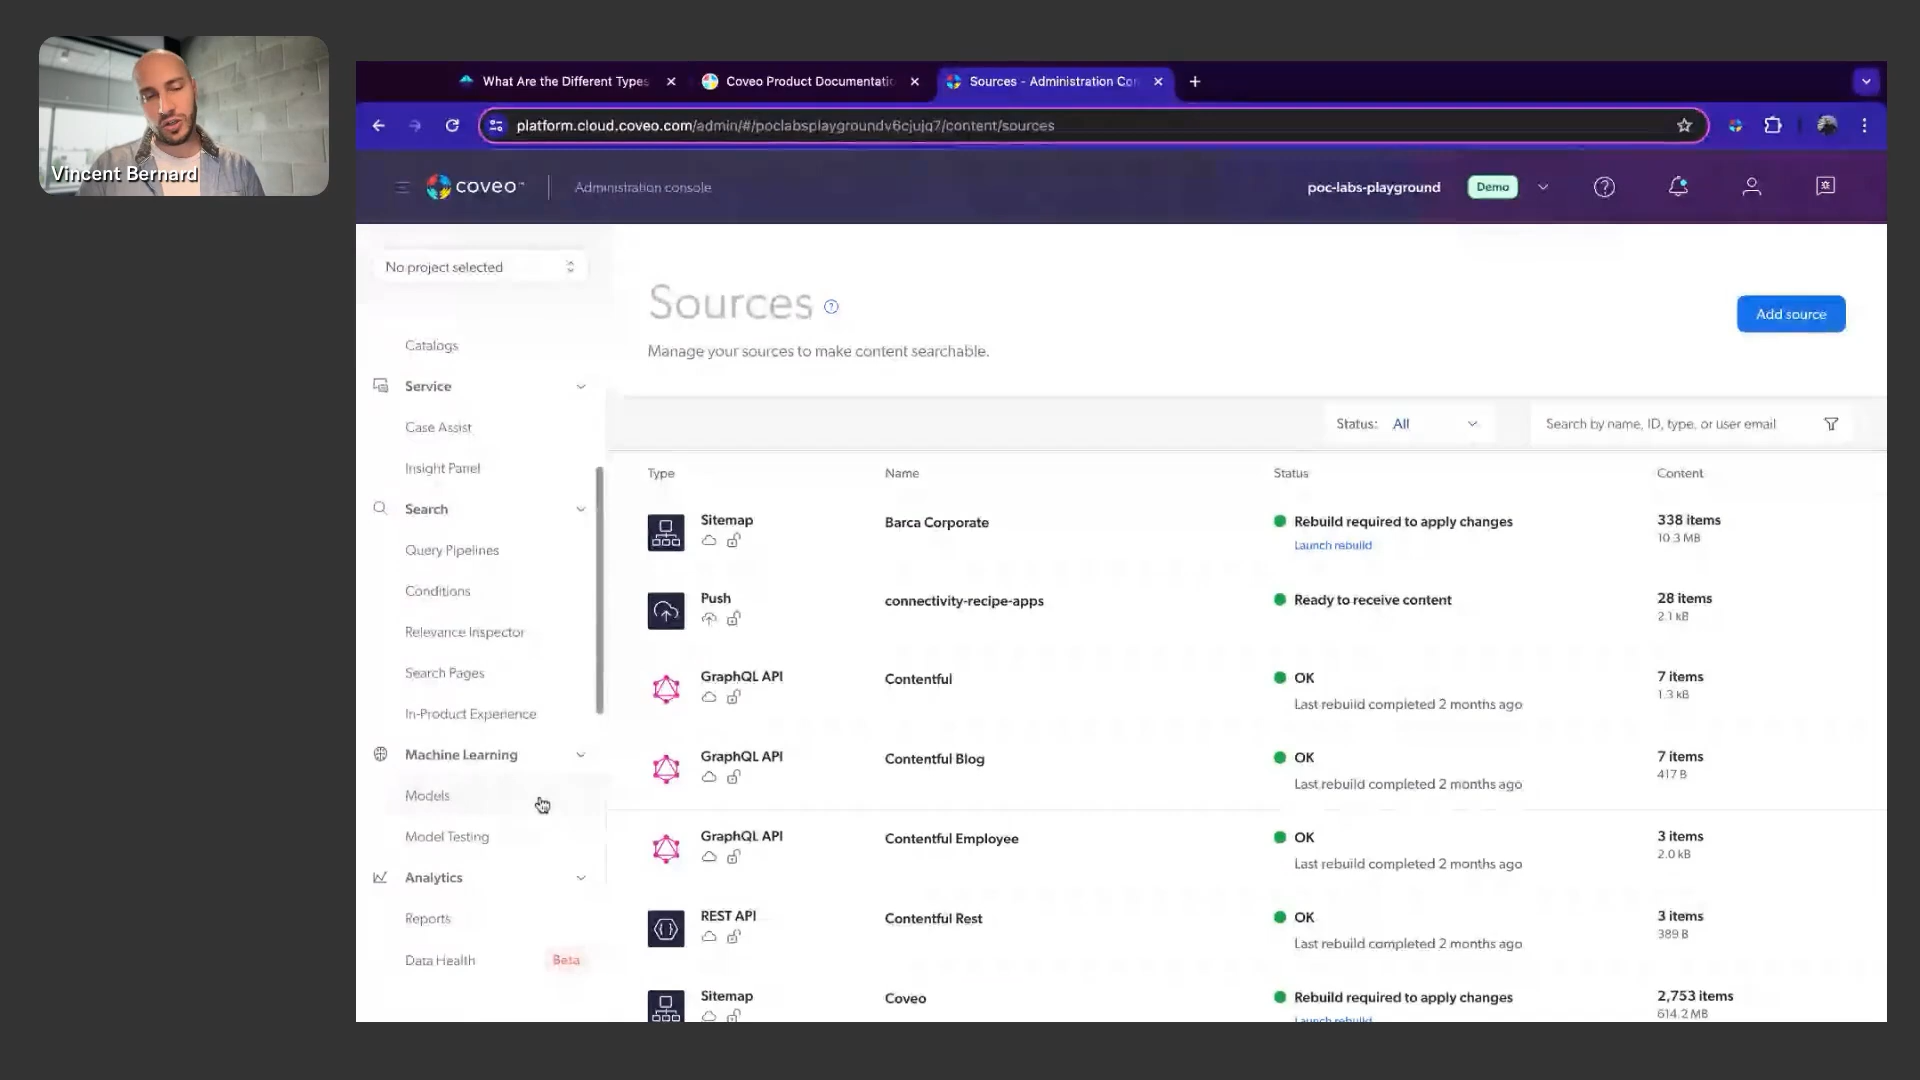 Vincent Bernard
What Are the Different Types
Coveo Product Documentatic
Sources - Administration Cor
platform.cloud.coveo.com/admin/#/poclabsplaygroundv6cjujq7/content/sources
coveo™
Administration console
poc-labs-playground
Demo
No project selected
Catalogs
Service
Case Assist
Insight Panel
Search
Query Pipelines
Conditions
Relevance Inspector
Search Pages
In-Product Experience
Machine Learning
Models
Model Testing
Analytics
Reports
Data Health Beta
Sources
Manage your sources to make content searchable.
Add source
Status: All
Search by name, ID, type, or user email
Type Name Status Content
Sitemap Barca Corporate Rebuild required to apply changes 338 items
Launch rebuild 10.3 MB
Push connectivity-recipe-apps Ready to receive content 28 items
2.1 kB
GraphQL API Contentful OK 7 items
Last rebuild completed 2 months ago 1.3 kB
GraphQL API Contentful Blog OK 7 items
Last rebuild completed 2 months ago 417 B
GraphQL API Contentful Employee OK 3 items
Last rebuild completed 2 months ago 2.0 kB
REST API Contentful Rest OK 3 items
Last rebuild completed 2 months ago 389 B
Sitemap Coveo Rebuild required to apply changes 2,753 items
Launch rebuild 614.2 MB